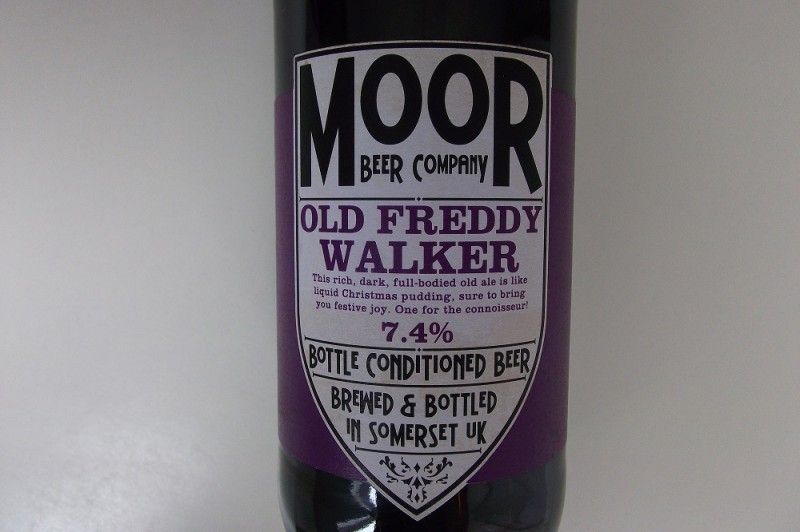 MOOR
BEER COMPANY
OLD FREDDY
WALKER
This rich, dark, full-bodied old ale is like
liquid Christmas pudding, sure to bring
you festive joy. One for the connoisseur!
7.4%
BOTTLE CONDITIONED BEER
BREWED & BOTTLED
IN SOMERSET UK